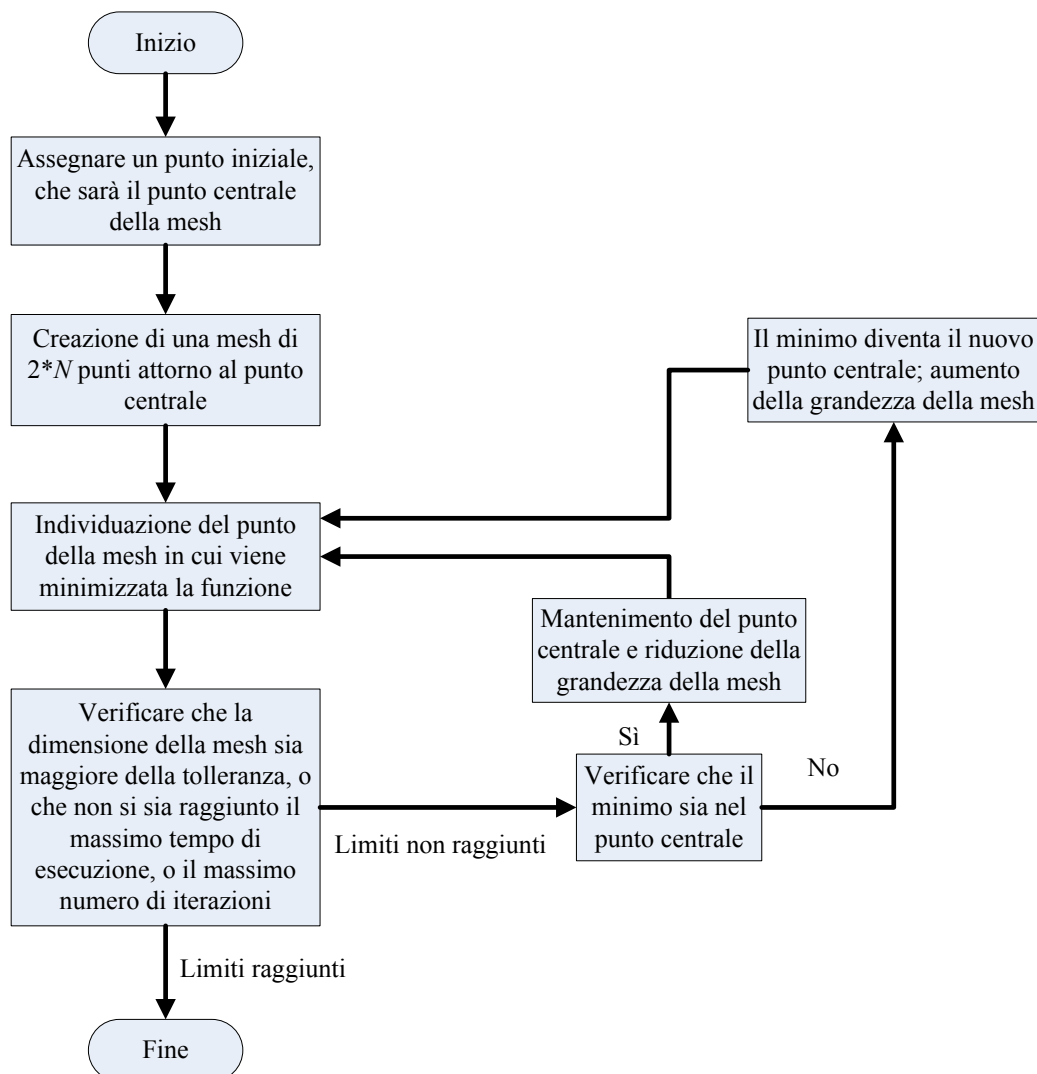 Inizio
Assegnare un punto iniziale,
che sarà il punto centrale
della mesh
Creazione di una mesh di
2*N punti attorno al punto
centrale
Il minimo diventa il nuovo
punto centrale; aumento
della grandezza della mesh
Individuazione del punto
della mesh in cui viene
minimizzata la funzione
Mantenimento del punto
centrale e riduzione della
grandezza della mesh
Verificare che la
dimensione della mesh sia
maggiore della tolleranza, o
che non si sia raggiunto il
massimo tempo di
esecuzione, o il massimo
numero di iterazioni
Limiti non raggiunti
Sì
No
Verificare che il
minimo sia nel
punto centrale
Limiti raggiunti
Fine